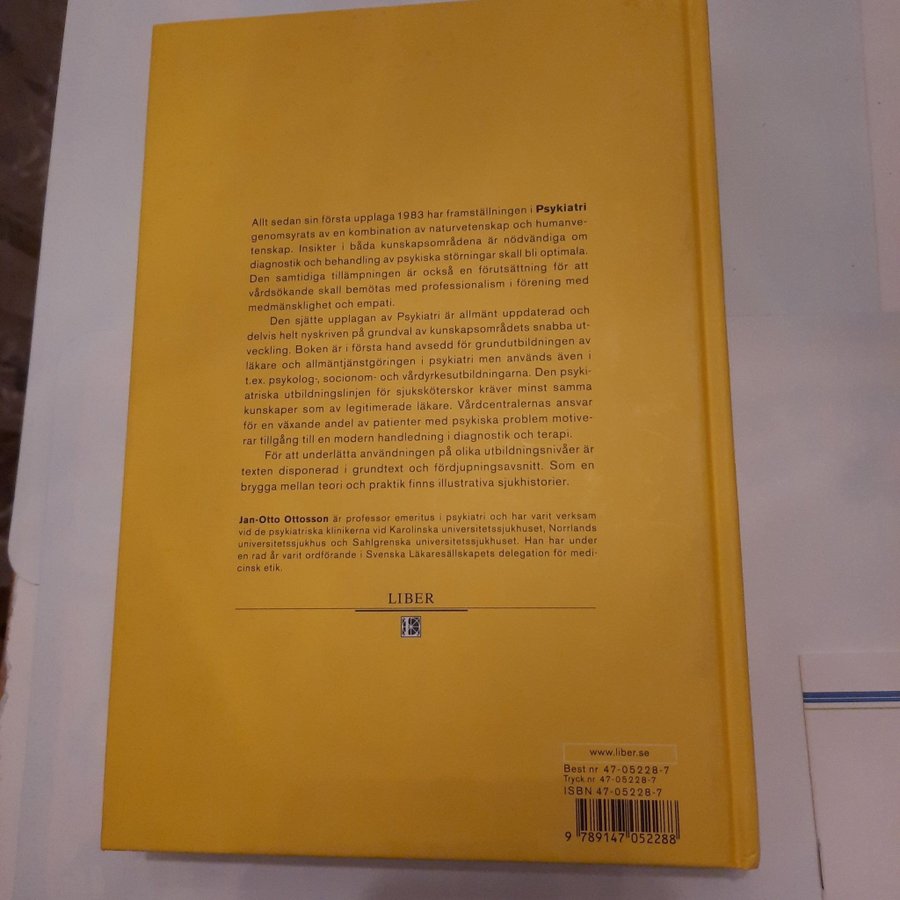 Allt sedan sin första upplaga 1983 har framställningen i Psykiatri
genomsyrats av en kombination av naturvetenskap och humanve-
tenskap. Insikter i båda kunskapsområdena är nödvändiga om
diagnostik och behandling av psykiska störningar skall bli optimala.
Den samtidiga tillämpningen är också en förutsättning för att
vårdsökande skall bemötas med professionalism i förening med
medmänsklighet och empati.
Den sjätte upplagan av Psykiatri är allmänt uppdaterad och
delvis helt nyskriven på grundval av kunskapsområdets snabba ut-
veckling. Boken är i första hand avsedd för grundutbildningen av
läkare och allmäntjänstgöringen i psykiatri men används även i
t.ex. psykolog-, socionom- och vårdyrkesutbildningarna. Den psyki-
atriska utbildningslinjen för sjuksköterskor kräver minst samma
kunskaper som av legitimerade läkare. Vårdcentralernas ansvar
för en växande andel av patienter med psykiska problem motive-
rar tillgång till en modern handledning i diagnostik och terapi.
För att underlätta användningen på olika utbildningsnivåer är
texten disponerad i grundtext och fördjupningsavsnitt. Som en
brygga mellan teori och praktik finns illustrativa sjukhistorier.
Jan-Otto Ottosson är professor emeritus i psykiatri och har varit verksam
vid de psykiatriska klinikerna vid Karolinska universitetssjukhuset, Norrlands
universitetssjukhus och Sahlgrenska universitetssjukhuset. Han har under
en rad år varit ordförande i Svenska Läkaresällskapets delegation för medi-
cinsk etik.
LIBER
www.liber.se
Best nr 47-05228-7
Tryck nr 47-05228-7
ISBN 47-05228-7
9 789147 052288